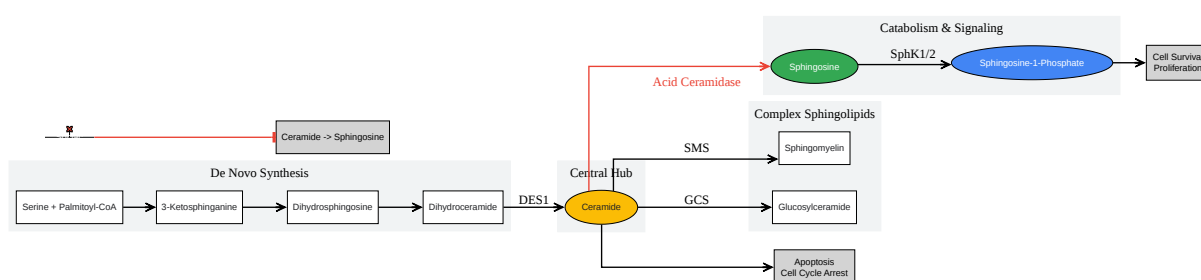 Catabolism & Signaling
SphK1/2
Sphingosine
Sphingosine-1-Phosphate
Cell Survival
Proliferation
Acid Ceramidase
Complex Sphingolipids
Ceramide -> Sphingosine
SMS
Sphingomyelin
De Novo Synthesis
Central Hub
Serine + Palmitoyl-CoA
3-Ketosphinganine
Dihydrosphingosine
Dihydroceramide
DES1
Ceramide
GCS
Glucosylceramide
Apoptosis
Cell Cycle Arrest